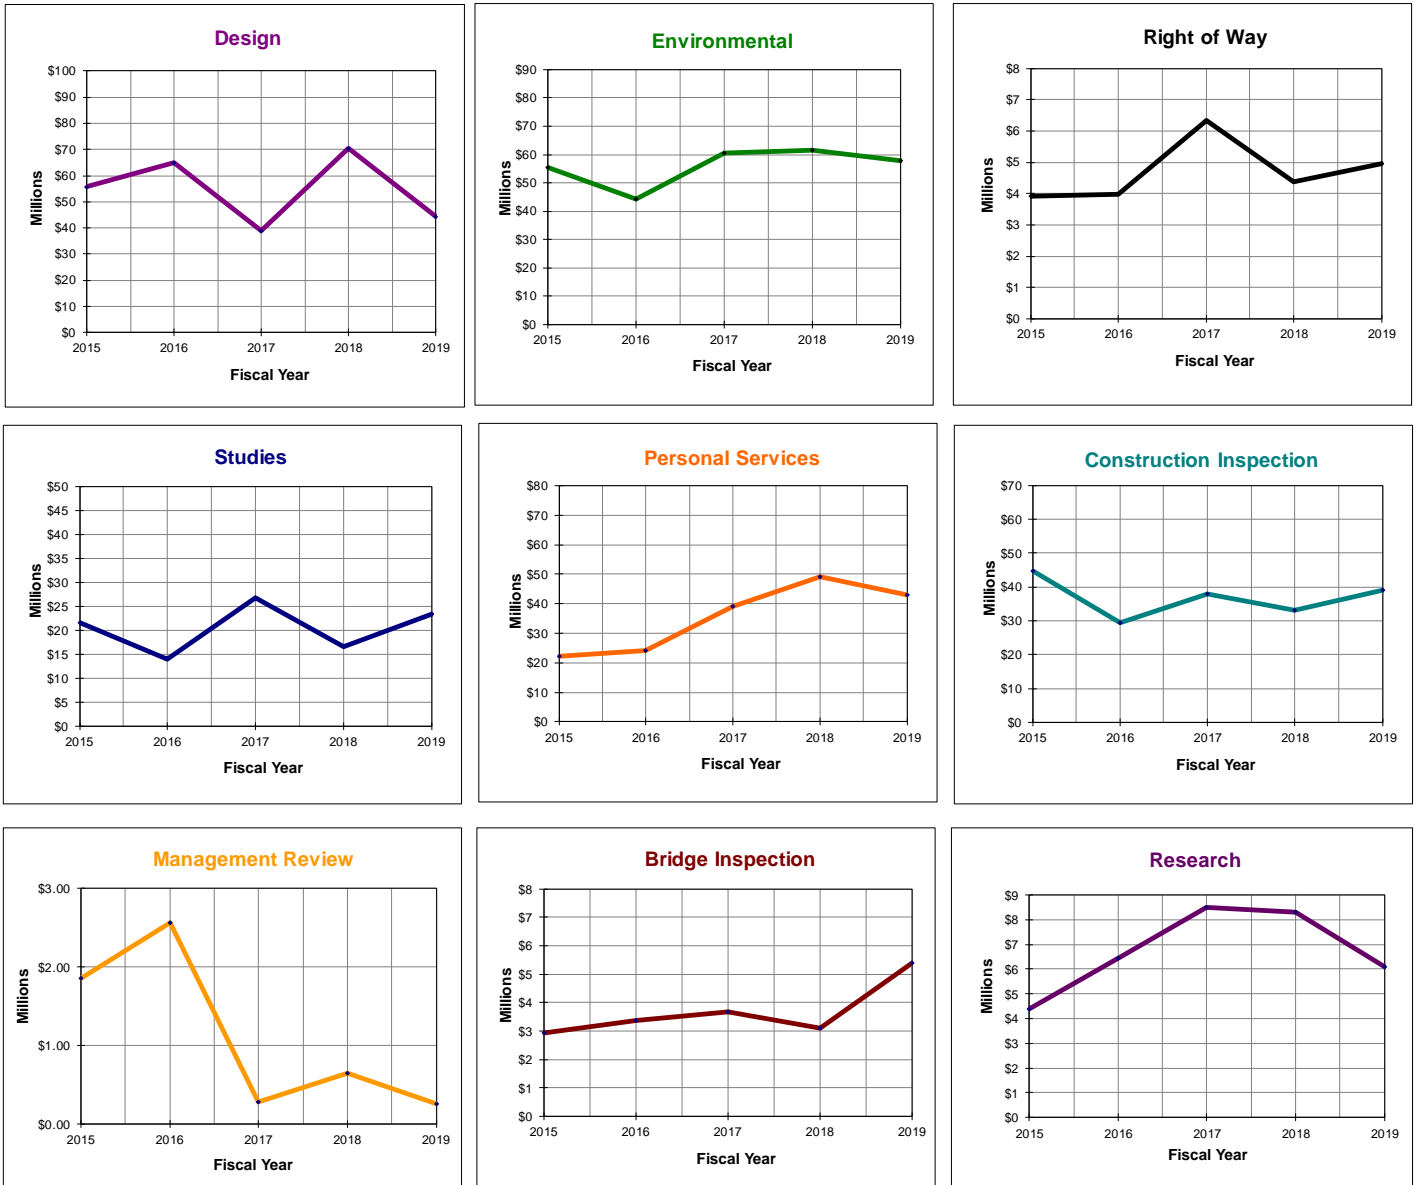 Design
$100
$90
$80
$70
$60
$50
$40
$30
$20
$10
$0
Millions
2015 2016 2017 2018 2019
Fiscal Year
Environmental
$90
$80
$70
$60
$50
$40
$30
$20
$10
$0
Millions
2015 2016 2017 2018 2019
Fiscal Year
Right of Way
$8
$7
$6
$5
$4
$3
$2
$1
$0
Millions
2015 2016 2017 2018 2019
Fiscal Year
Studies
$50
$45
$40
$35
$30
$25
$20
$15
$10
$5
$0
Millions
2015 2016 2017 2018 2019
Fiscal Year
Personal Services
$80
$70
$60
$50
$40
$30
$20
$10
$0
Millions
2015 2016 2017 2018 2019
Fiscal Year
Construction Inspection
$70
$60
$50
$40
$30
$20
$10
$0
Millions
2015 2016 2017 2018 2019
Fiscal Year
Management Review
$3.00
$2.00
$1.00
$0.00
Millions
2015 2016 2017 2018 2019
Fiscal Year
Bridge Inspection
$8
$7
$6
$5
$4
$3
$2
$1
$0
Millions
2015 2016 2017 2018 2019
Fiscal Year
Research
$9
$8
$7
$6
$5
$4
$3
$2
$1
$0
Millions
2015 2016 2017 2018 2019
Fiscal Year